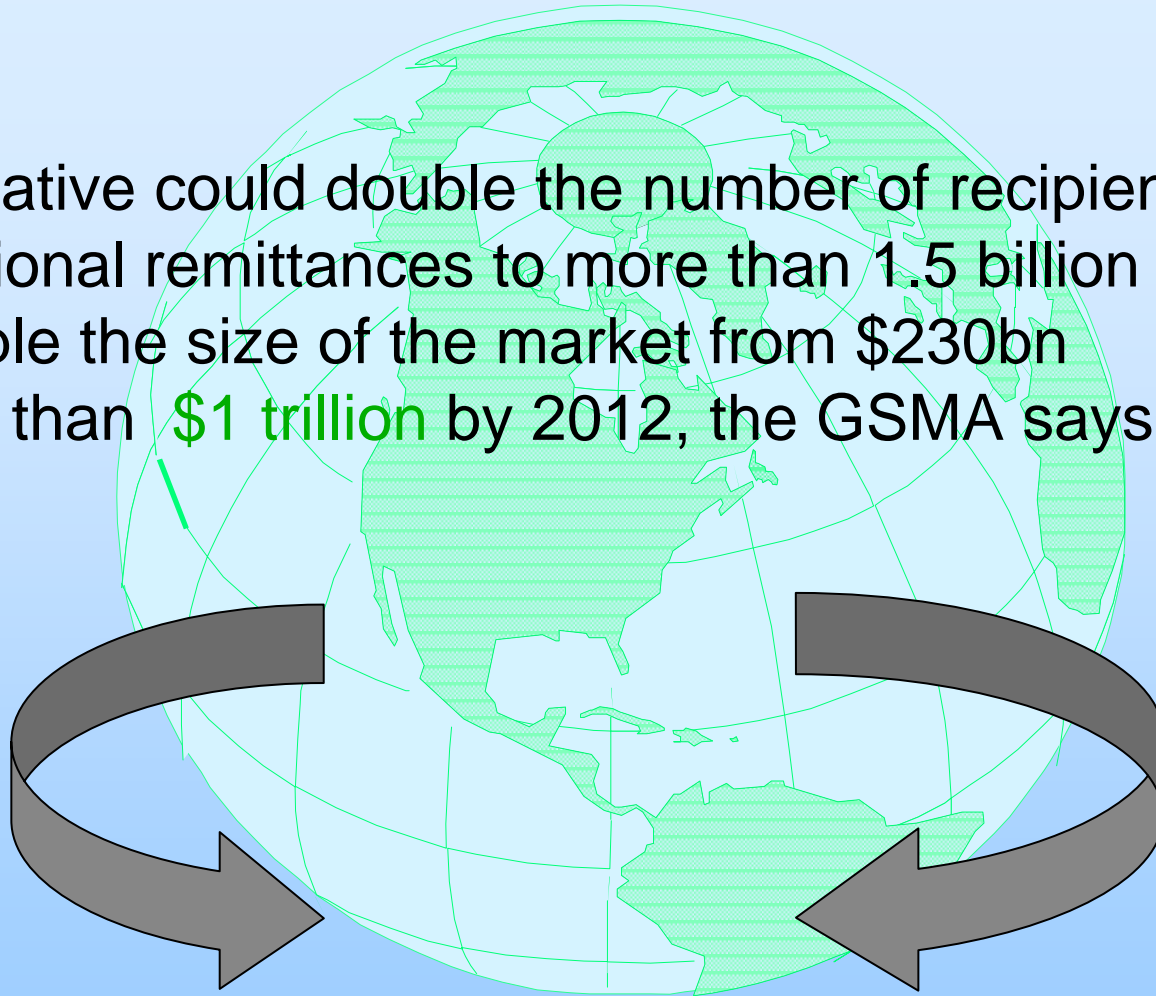 ative could double the number of recipien
ional remittances to more than 1.5 billion
ole the size of the market from $230bn
than $1 trillion by 2012, the GSMA says